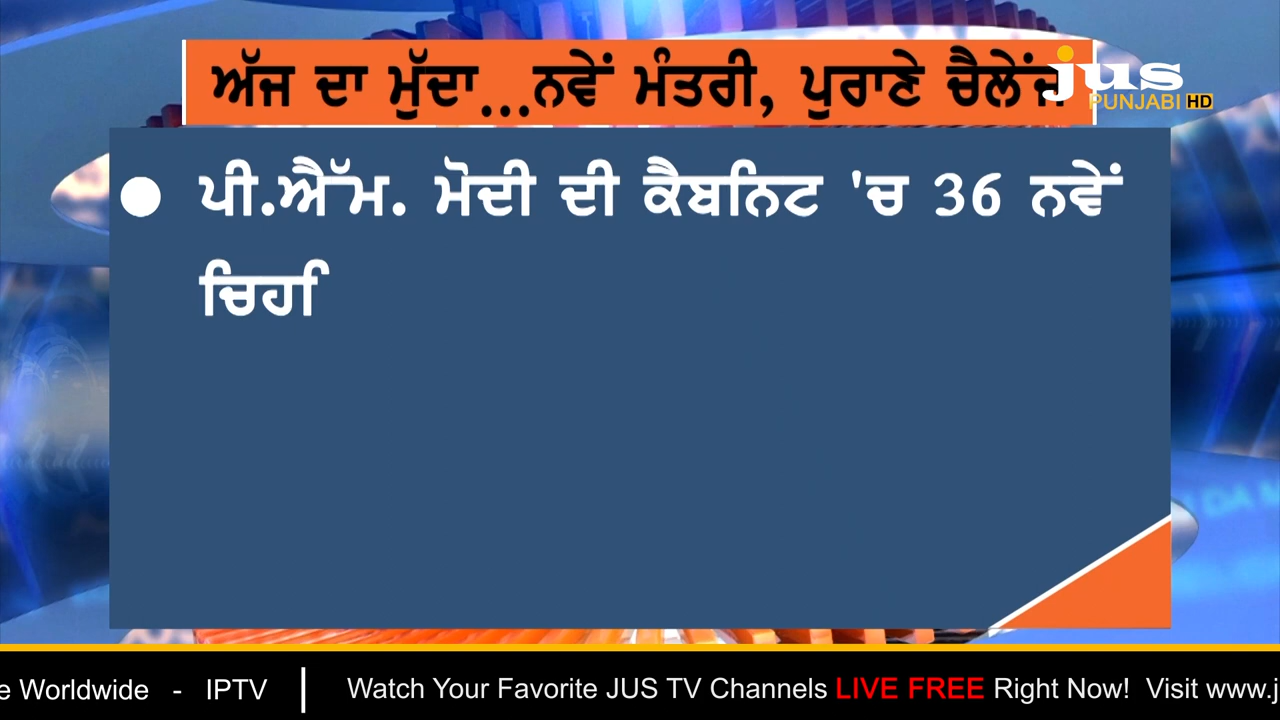 ਅੱਜ ਦਾ ਮੁੱਦਾ...ਨਵੇਂ ਮੰਤਰੀ, ਪੁਰਾਣੇ ਚੈਲੇਂਜ
jus
PUNJABI HD
● ਪੀ.ਐੱਮ. ਮੋਦੀ ਦੀ ਕੈਬਨਿਟ 'ਚ 36 ਨਵੇਂ
ਚਿਹਰਿ
e Worldwide - IPTV | Watch Your Favorite JUS TV Channels LIVE FREE Right Now! Visit www.j